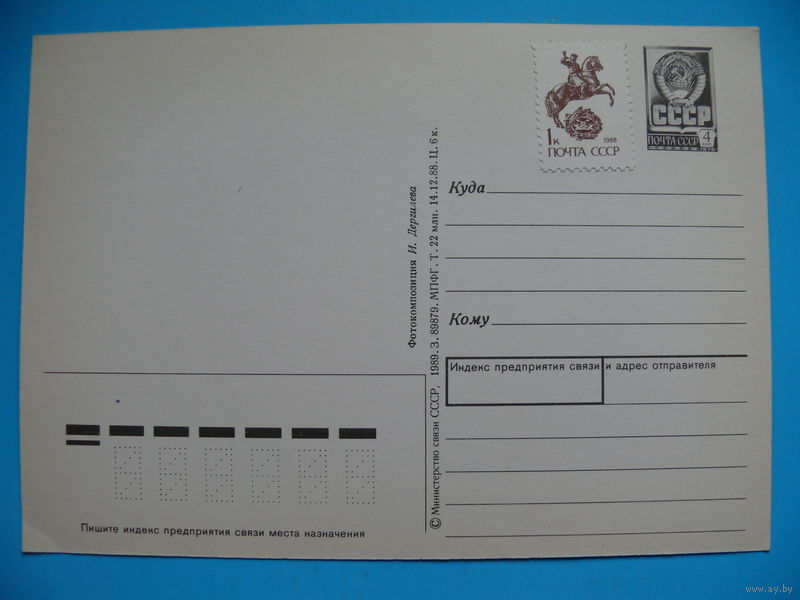 1к 1988
ПОЧТА СССР
СССР
ПОЧТА СССР 4
Куда
Кому
Индекс предприятия связи и адрес отправителя
Фотокомпозиция И. Дергилева
© Министерство связи СССР. 1989. З. 89879. МПФГ. Т. 22 млн. 14.12.88. Ц. 6 к.
Пишите индекс предприятия связи места назначения
www.ay.by